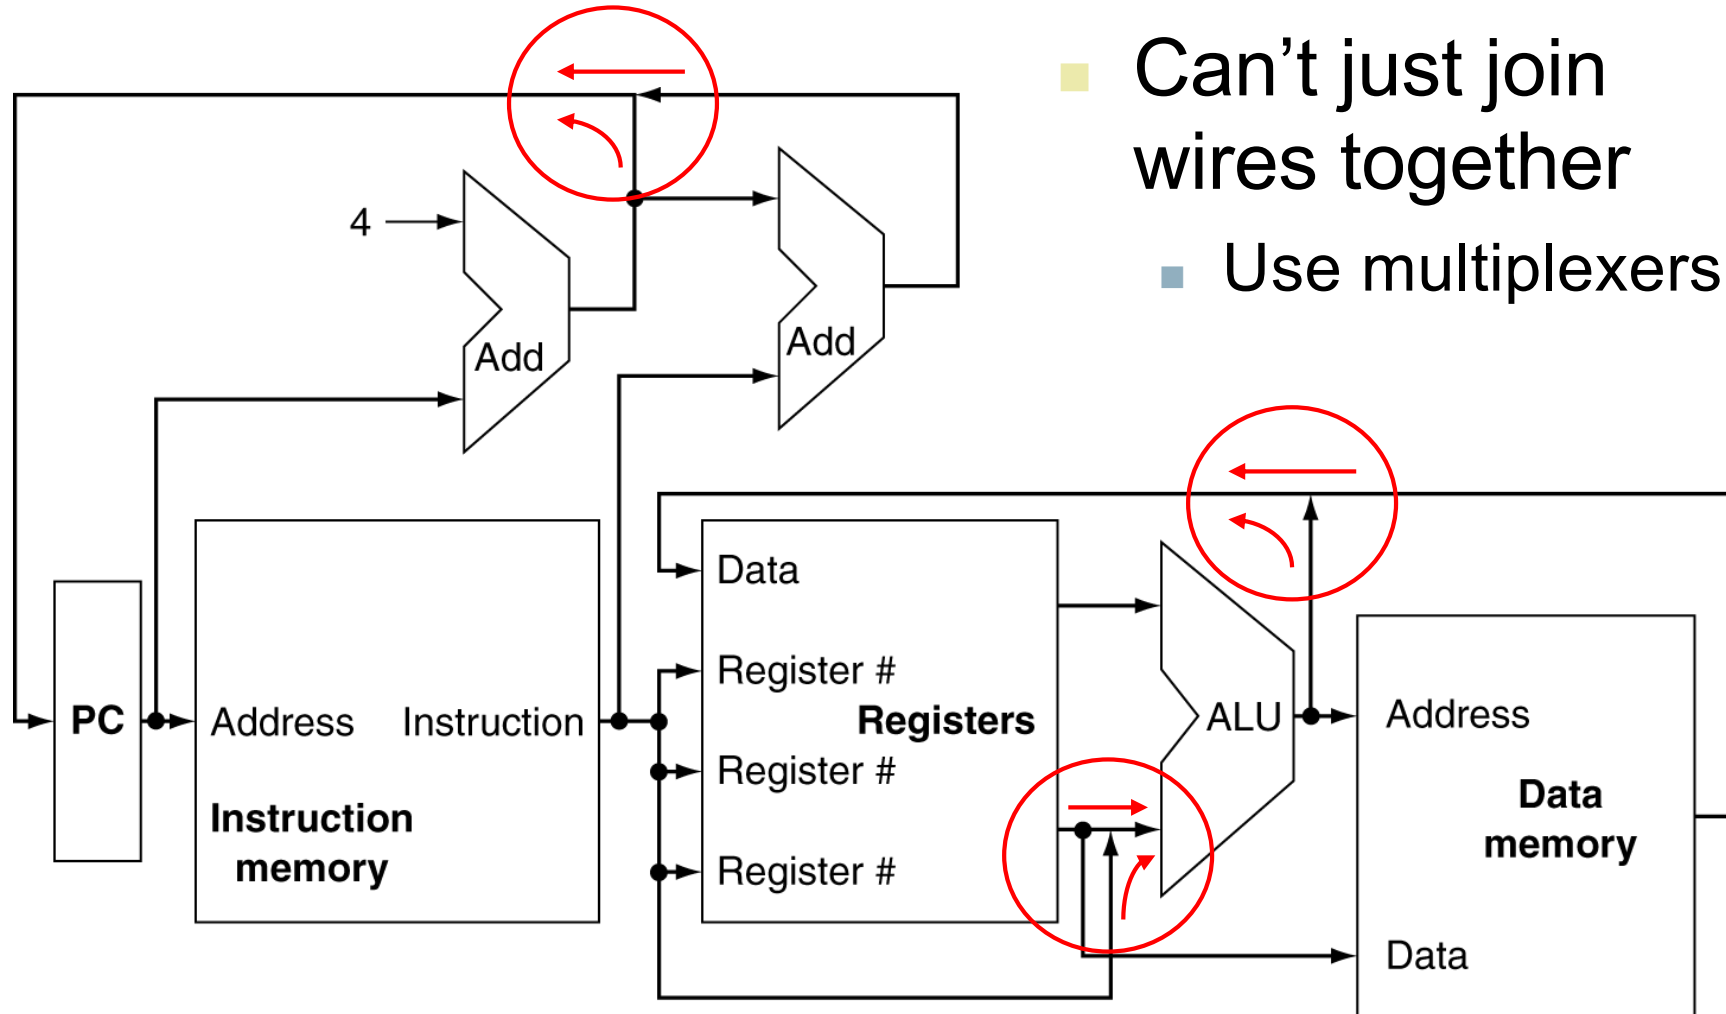 Can’t just join
wires together
Use multiplexers
4
Add
Add
Data
Register #
PC
Address
Instruction
Registers
ALU
Address
Register #
Instruction
memory
Data
memory
Register #
Data